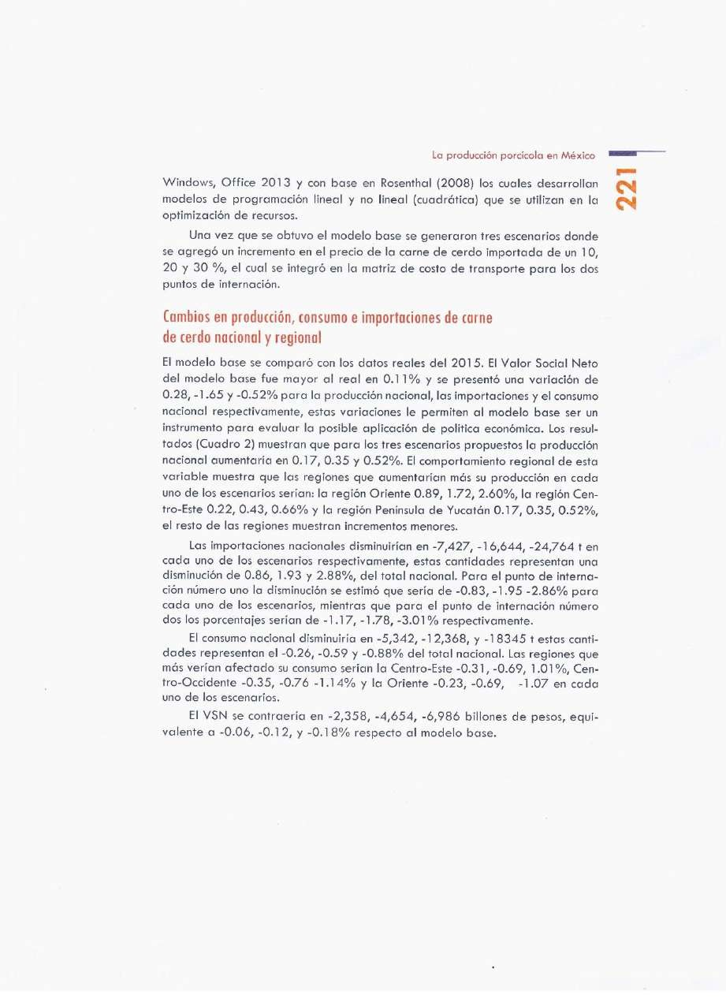 La producción porcícola en México
221
Windows, Office 2013 y con base en Rosenthal (2008) los cuales desarrollan
modelos de programación lineal y no lineal (cuadrática) que se utilizan en la
optimización de recursos.
Una vez que se obtuvo el modelo base se generaron tres escenarios donde
se agregó un incremento en el precio de la carne de cerdo importada de un 10,
20 y 30 %, el cual se integró en la matriz de costo de transporte para los dos
puntos de internación.
Cambios en producción, consumo e importaciones de carne
de cerdo nacional y regional
El modelo base se comparó con los datos reales del 2015. El Valor Social Neto
del modelo base fue mayor al real en 0.11% y se presentó una variación de
0.28, -1.65 y -0.52% para la producción nacional, las importaciones y el consumo
nacional respectivamente, estas variaciones le permiten al modelo base ser un
instrumento para evaluar la posible aplicación de política económica. Los resul-
tados (Cuadro 2) muestran que para los tres escenarios propuestos la producción
nacional aumentaría en 0.17, 0.35 y 0.52%. El comportamiento regional de esta
variable muestra que las regiones que aumentarían más su producción en cada
uno de los escenarios serían: la región Oriente 0.89, 1.72, 2.60%, la región Cen-
tro-Este 0.22, 0.43, 0.66% y la región Península de Yucatán 0.17, 0.35, 0.52%,
el resto de las regiones muestran incrementos menores.
Las importaciones nacionales disminuirían en -7,427, -16,644, -24,764 t en
cada uno de los escenarios respectivamente, estas cantidades representan una
disminución de 0.86, 1.93 y 2.88%, del total nacional. Para el punto de interna-
ción número uno la disminución se estimó que sería de -0.83, -1.95 -2.86% para
cada uno de los escenarios, mientras que para el punto de internación número
dos los porcentajes serían de -1.17, -1.78, -3.01% respectivamente.
El consumo nacional disminuiría en -5,342, -12,368, y -18345 t estas canti-
dades representan el -0.26, -0.59 y -0.88% del total nacional. Las regiones que
más verían afectado su consumo serían la Centro-Este -0.31, -0.69, 1.01%, Cen-
tro-Occidente -0.35, -0.76 -1.14% y la Oriente -0.23, -0.69, -1.07 en cada
uno de los escenarios.
El VSN se contraería en -2,358, -4,654, -6,986 billones de pesos, equi-
valente a -0.06, -0.12, y -0.18% respecto al modelo base.